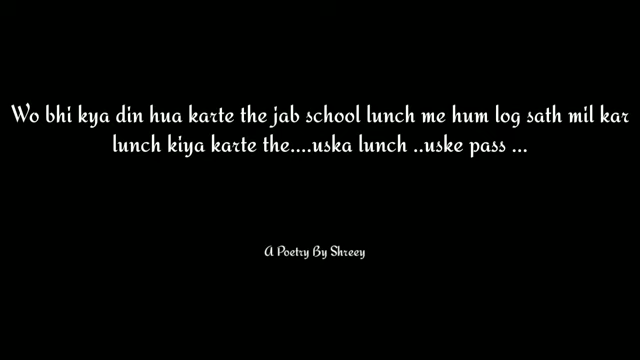 Wo bhi kya din hua karte the jab school lunch me hum log sath mil kar
lunch kiya karte the....uska lunch ..uske pass ...
A Poetry By Shreey